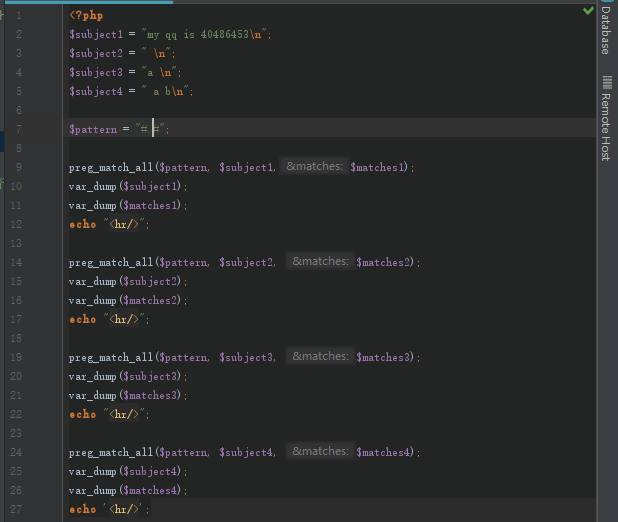 1 <?php
2 $subject1 = "my qq is 40486453\n";
3 $subject2 = " \n";
4 $subject3 = "a \n";
5 $subject4 = " a b\n";
6
7 $pattern = "#.#";
8
9 preg_match_all($pattern, $subject1, &matches: $matches1);
10 var_dump($subject1);
11 var_dump($matches1);
12 echo "<hr/>";
13
14 preg_match_all($pattern, $subject2, &matches: $matches2);
15 var_dump($subject2);
16 var_dump($matches2);
17 echo "<hr/>";
18
19 preg_match_all($pattern, $subject3, &matches: $matches3);
20 var_dump($subject3);
21 var_dump($matches3);
22 echo "<hr/>";
23
24 preg_match_all($pattern, $subject4, &matches: $matches4);
25 var_dump($subject4);
26 var_dump($matches4);
27 echo '<hr/>';
Database
Remote Host